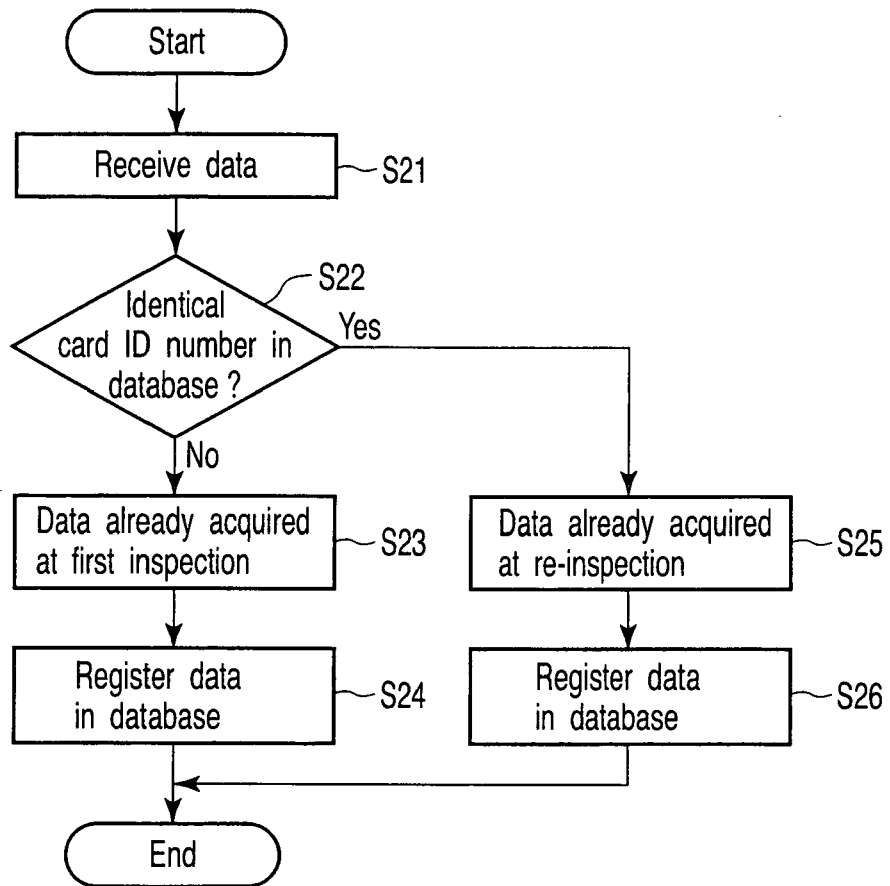 Start
Receive data
S21
S22
Identical
card ID number in
database ?
Yes
No
Data already acquired
at first inspection
S23
Data already acquired
at re-inspection
S25
Register data
in database
S24
Register data
in database
S26
End